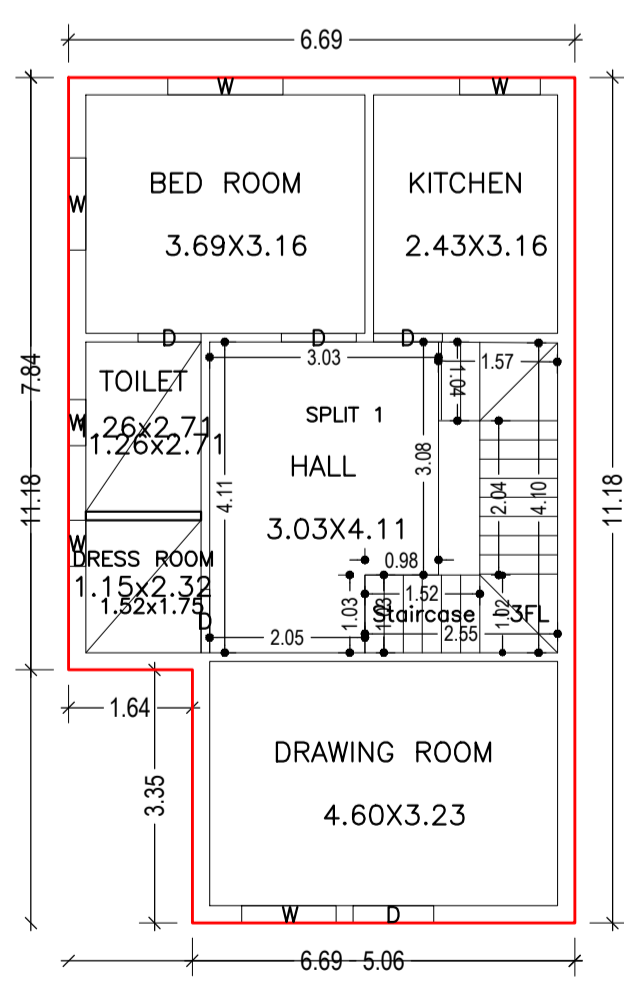 6.69
W
W
BED ROOM
KITCHEN
W
3.69X3.16
2.43X3.16
D
D
D
3.03
1.57
7.84
1.04
TOILET
SPLIT 1
W
1.26x2.71
1.26x2.71
3.08
HALL
11.18
4.11
2.04
4.10
11.18
3.03X4.11
W
DRESS ROOM
0.98
1.15x2.32
1.52x1.75
1.52
D
1.03
1.03
Staircase
3FL
1.02
2.05
2.55
1.64
DRAWING ROOM
3.35
4.60X3.23
W
D
6.69
5.06